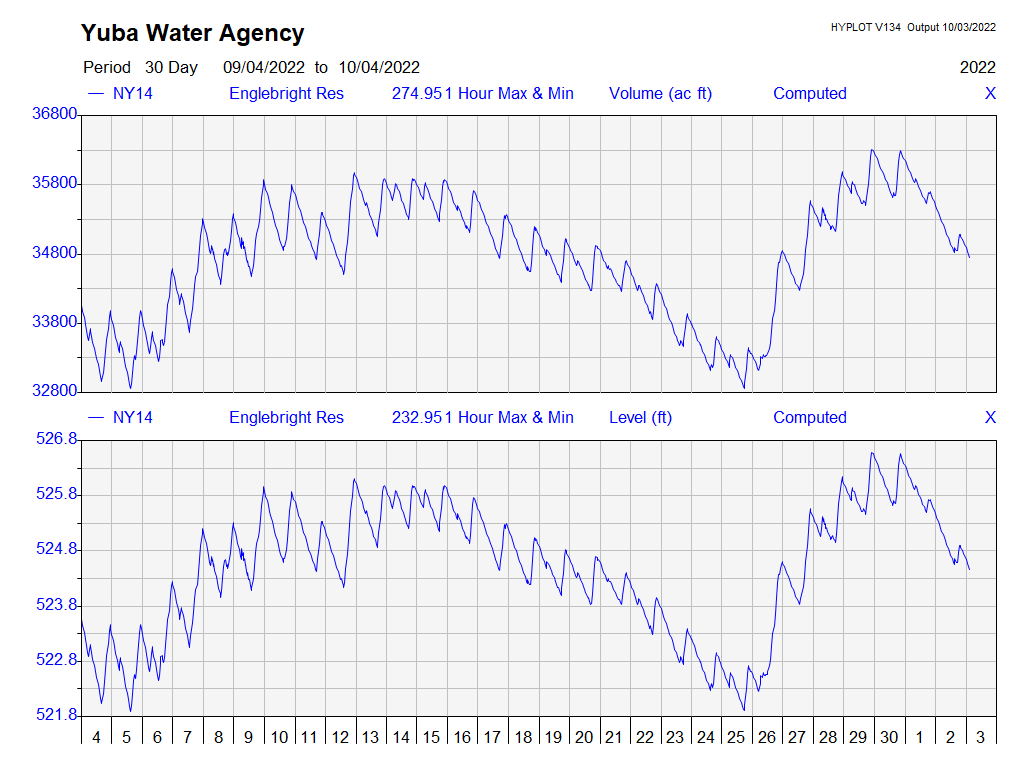 Yuba Water Agency
HYPLOT V134 Output 10/03/2022
Period 30 Day 09/04/2022 to 10/04/2022 2022
NY14 Englebright Res 274.951 Hour Max & Min Volume (ac ft) Computed X
36800
35800
34800
33800
32800
NY14 Englebright Res 232.951 Hour Max & Min Level (ft) Computed X
526.8
525.8
524.8
523.8
522.8
521.8
4 5 6 7 8 9 10 11 12 13 14 15 16 17 18 19 20 21 22 23 24 25 26 27 28 29 30 1 2 3